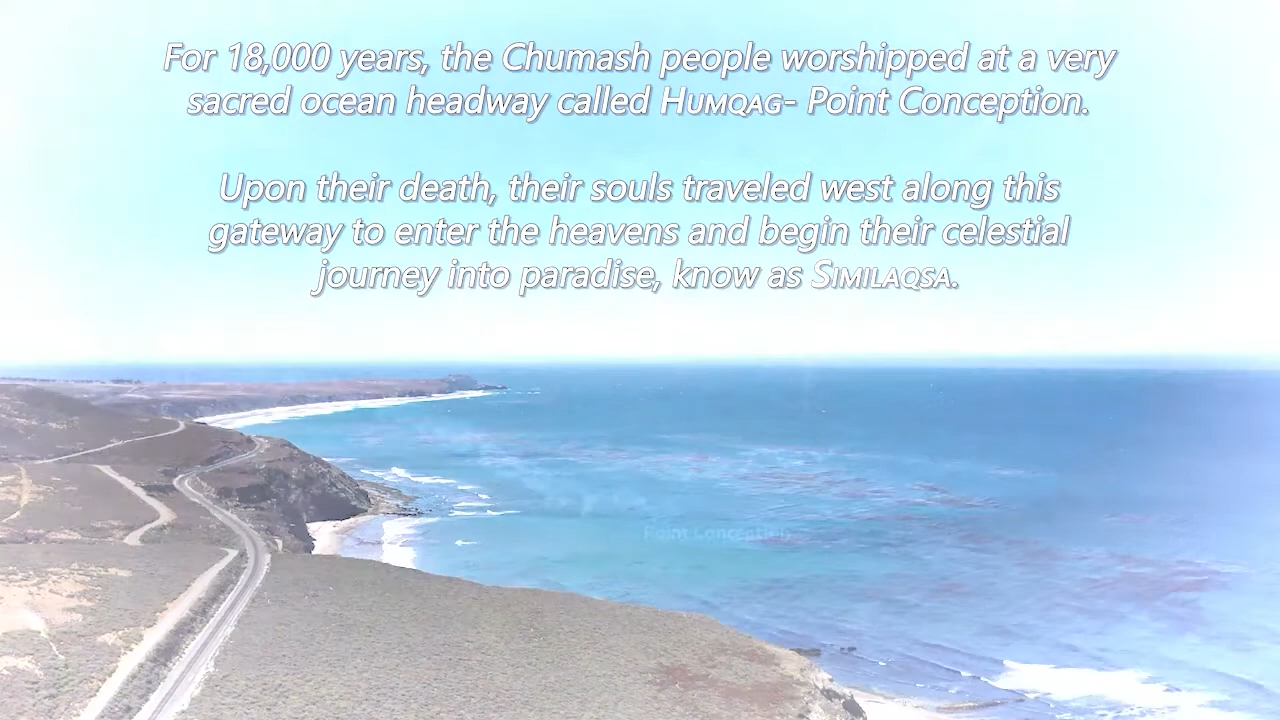 For 18,000 years, the Chumash people worshipped at a very
sacred ocean headway called HUMQAG- Point Conception.
Upon their death, their souls traveled west along this
gateway to enter the heavens and begin their celestial
journey into paradise, know as SIMILAQSA.
Point Conception